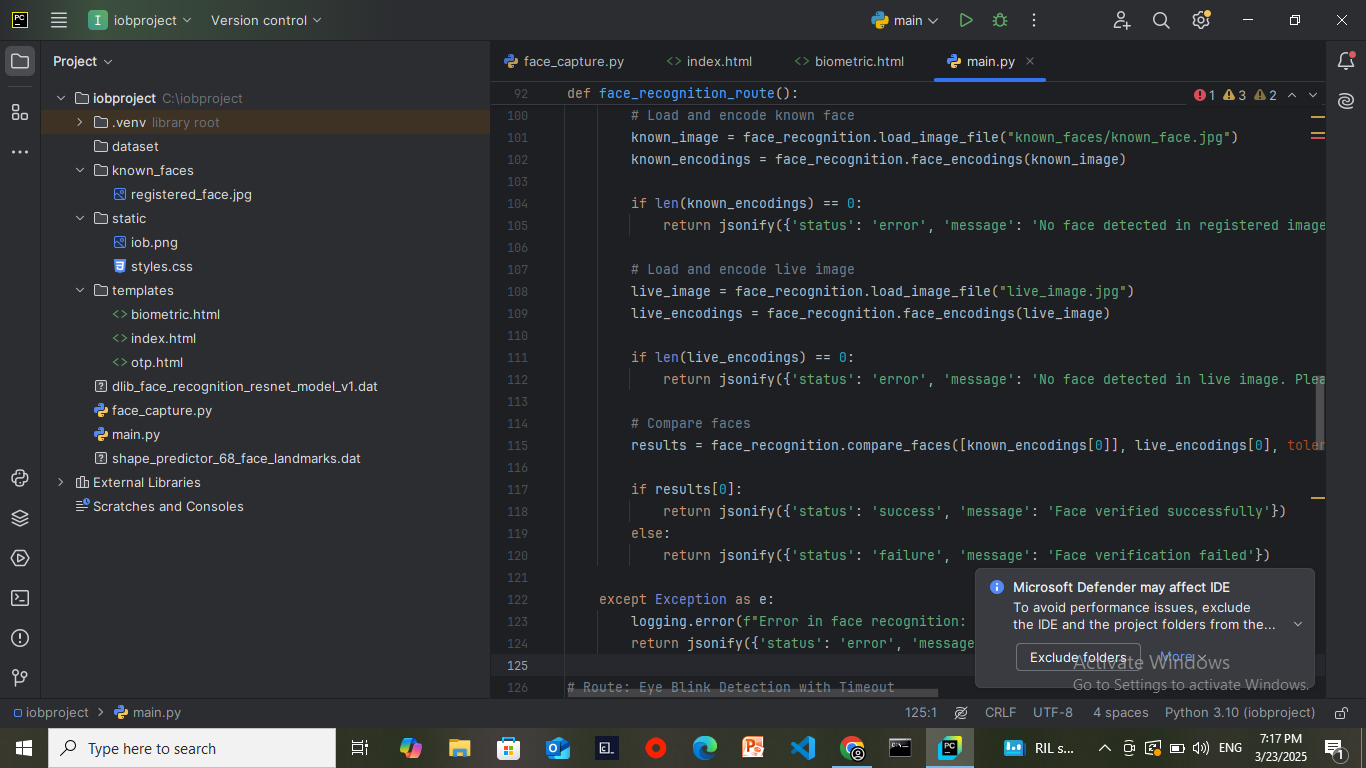 iobproject
Version control
main
Project
iobproject C:\iobproject
.venv library root
dataset
known_faces
registered_face.jpg
static
iob.png
styles.css
templates
biometric.html
index.html
otp.html
dlib_face_recognition_resnet_model_v1.dat
face_capture.py
main.py
shape_predictor_68_face_landmarks.dat
External Libraries
Scratches and Consoles
face_capture.py
index.html
biometric.html
main.py
92 def face_recognition_route():
1 3 2
100 # Load and encode known face
101 known_image = face_recognition.load_image_file("known_faces/known_face.jpg")
102 known_encodings = face_recognition.face_encodings(known_image)
103
104 if len(known_encodings) == 0:
105 return jsonify({'status': 'error', 'message': 'No face detected in registered image
106
107 # Load and encode live image
108 live_image = face_recognition.load_image_file("live_image.jpg")
109 live_encodings = face_recognition.face_encodings(live_image)
110
111 if len(live_encodings) == 0:
112 return jsonify({'status': 'error', 'message': 'No face detected in live image. Plea
113
114 # Compare faces
115 results = face_recognition.compare_faces([known_encodings[0]], live_encodings[0], toler
116
117 if results[0]:
118 return jsonify({'status': 'success', 'message': 'Face verified successfully'})
119 else:
120 return jsonify({'status': 'failure', 'message': 'Face verification failed'})
121
122 except Exception as e:
123 logging.error(f"Error in face recognition:
124 return jsonify({'status': 'error', 'message
125
126 # Route: Eye Blink Detection with Timeout
Microsoft Defender may affect IDE
To avoid performance issues, exclude
the IDE and the project folders from the...
Exclude folders More
Activate Windows
Go to Settings to activate Windows.
iobproject > main.py
125:1 CRLF UTF-8 4 spaces Python 3.10 (iobproject)
Type here to search
RIL s...
ENG
7:17 PM
3/23/2025
1